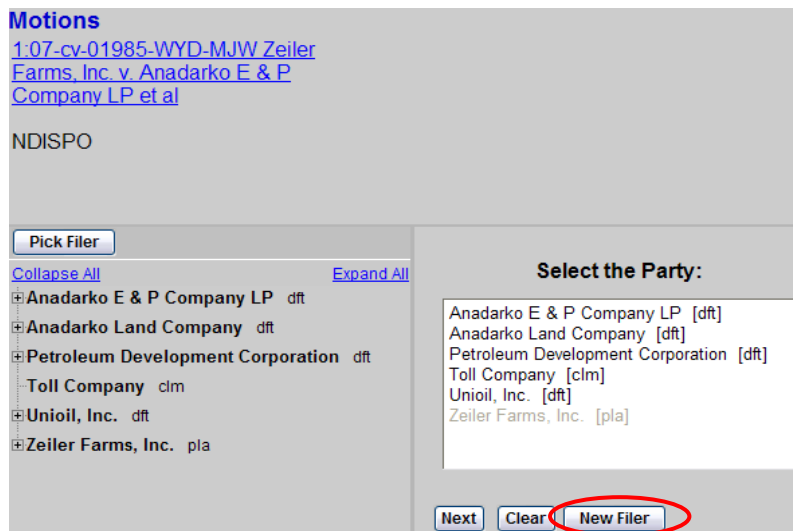 Motions
1:07-cv-01985-WYD-MJW Zeiler
Farms, Inc. v. Anadarko E & P
Company LP et al
NDISPO
Pick Filer
Collapse All Expand All
Anadarko E & P Company LP dft
Anadarko Land Company dft
Petroleum Development Corporation dft
Toll Company clm
Unioil, Inc. dft
Zeiler Farms, Inc. pla
Select the Party:
Anadarko E & P Company LP [dft]
Anadarko Land Company [dft]
Petroleum Development Corporation [dft]
Toll Company [clm]
Unioil, Inc. [dft]
Zeiler Farms, Inc. [pla]
Next Clear New Filer